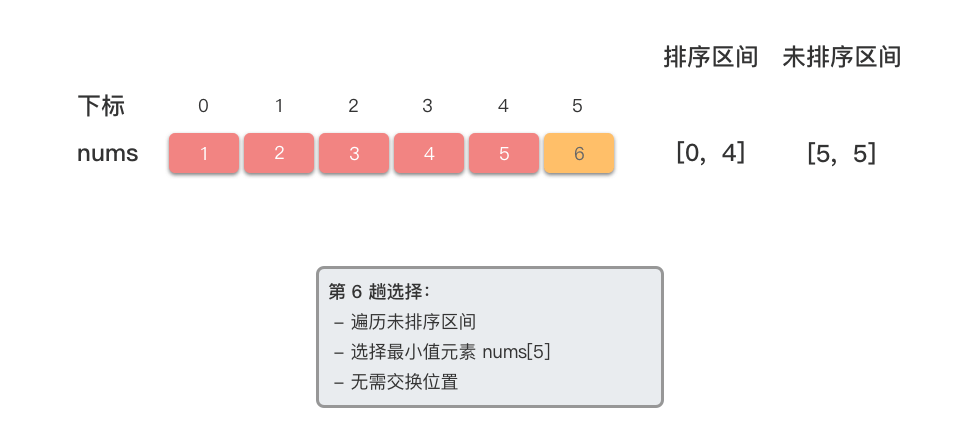 排序区间 未排序区间
下标 0 1 2 3 4 5
nums 1 2 3 4 5 6 [0, 4] [5, 5]
第 6 趟选择：
– 遍历未排序区间
– 选择最小值元素 nums[5]
– 无需交换位置